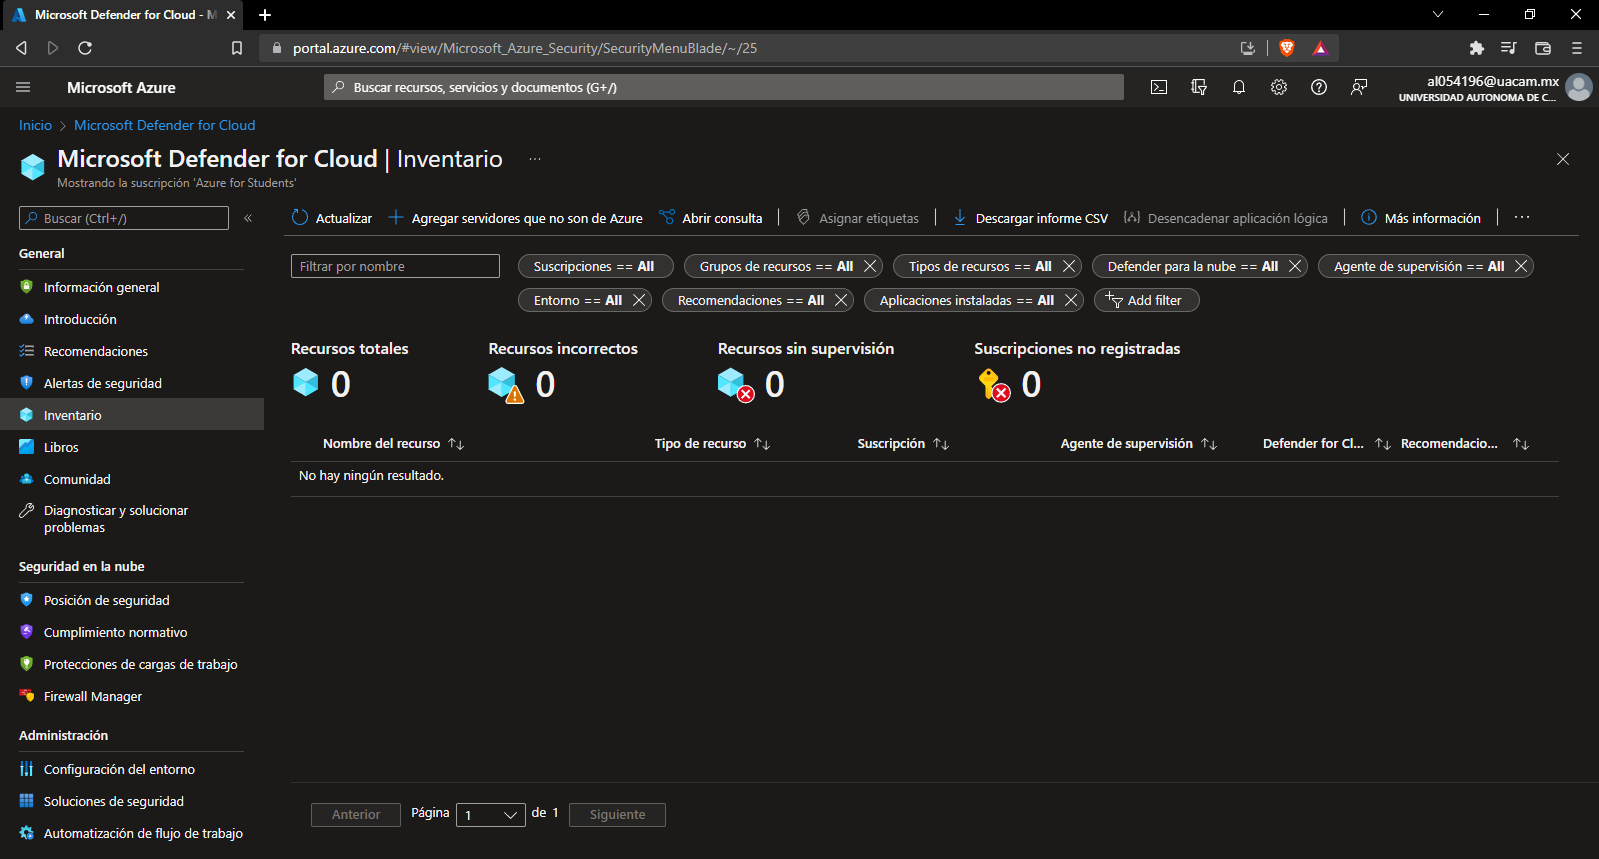 Microsoft Defender for Cloud - M
portal.azure.com/#view/Microsoft_Azure_Security/SecurityMenuBlade/~/25
Microsoft Azure
Buscar recursos, servicios y documentos (G+/)
al054196@uacam.mx
UNIVERSIDAD AUTONOMA DE C...
Inicio > Microsoft Defender for Cloud
Microsoft Defender for Cloud | Inventario ...
Mostrando la suscripción 'Azure for Students'
Buscar (Ctrl+/) «
Actualizar + Agregar servidores que no son de Azure Abrir consulta | Asignar etiquetas | Descargar informe CSV Desencadenar aplicación lógica | Más información | ...
General
Información general
Introducción
Recomendaciones
Alertas de seguridad
Inventario
Libros
Comunidad
Diagnosticar y solucionar
problemas
Seguridad en la nube
Posición de seguridad
Cumplimiento normativo
Protecciones de cargas de trabajo
Firewall Manager
Administración
Configuración del entorno
Soluciones de seguridad
Automatización de flujo de trabajo
Filtrar por nombre
Suscripciones == All Grupos de recursos == All Tipos de recursos == All Defender para la nube == All Agente de supervisión == All
Entorno == All Recomendaciones == All Aplicaciones instaladas == All Add filter
Recursos totales Recursos incorrectos Recursos sin supervisión Suscripciones no registradas
0 0 0 0
Nombre del recurso Tipo de recurso Suscripción Agente de supervisión Defender for Cl... Recomendacio...
No hay ningún resultado.
Anterior Página 1 de 1 Siguiente